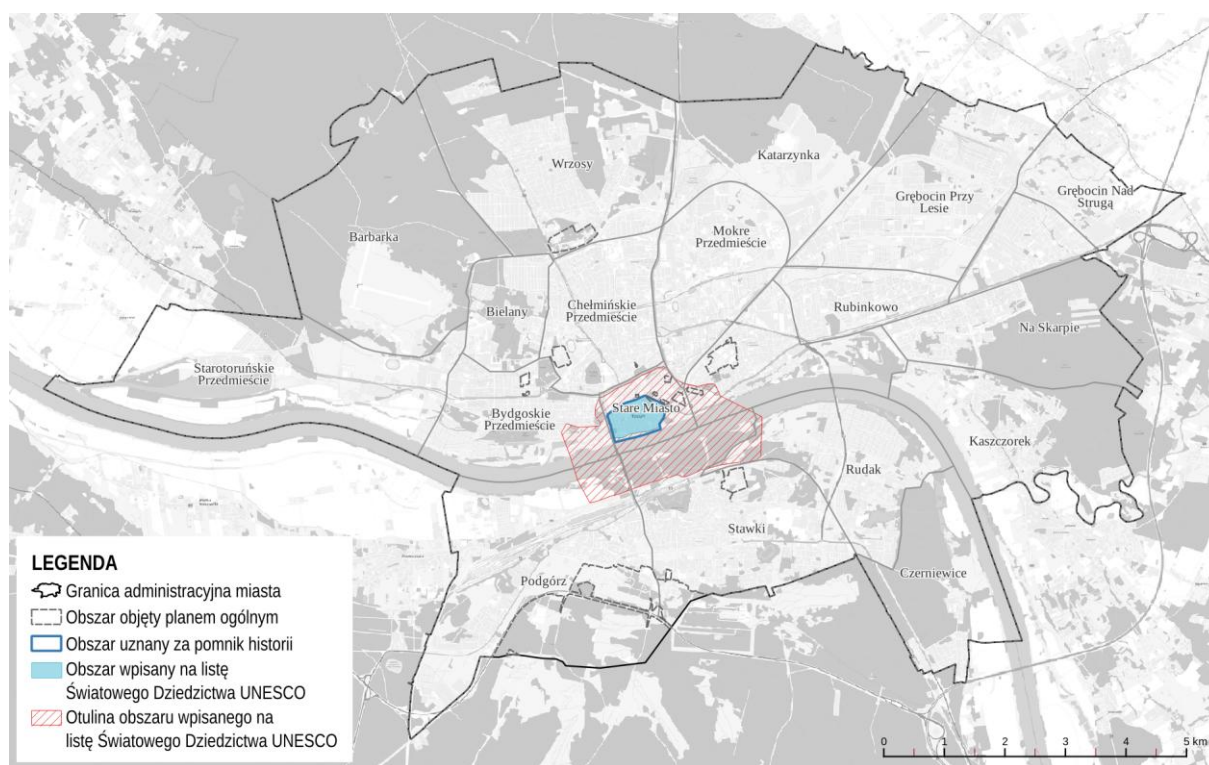 Katarzynka
Wrzosy
Grębocin Przy
Lesie
Grębocin Nad
Strugą
Barbarka
Mokre
Przedmieście
Bielany
Chełmińskie
Przedmieście
Rubinkowo
Na Skarpie
Starotoruńskie
Przedmieście
Bydgoskie
Przedmieście
Stare Miasto
Kaszczorek
Rudak
Stawki
Podgórz
Czerniewice
LEGENDA
Granica administracyjna miasta
Obszar objęty planem ogólnym
Obszar uznany za pomnik historii
Obszar wpisany na listę
Światowego Dziedzictwa UNESCO
Otulina obszaru wpisanego na
listę Światowego Dziedzictwa UNESCO
0 1 2 3 4 5 km